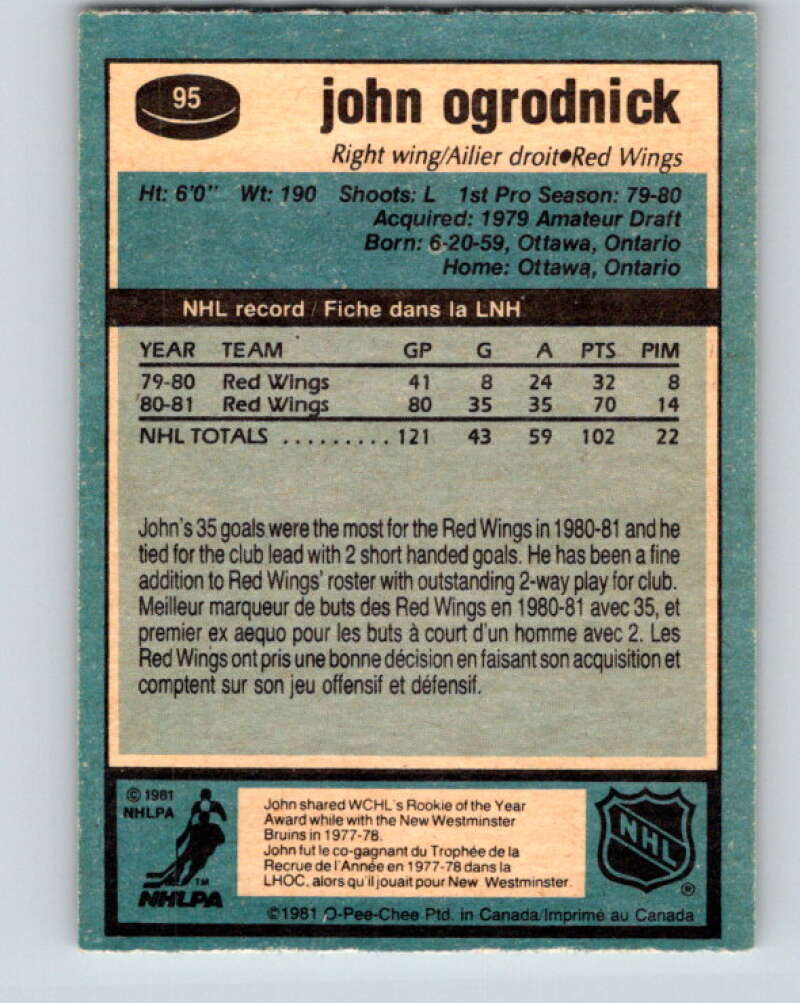 95
john ogrodnick
Right wing/Ailier droit•Red Wings
Ht: 6'0" Wt: 190 Shoots: L 1st Pro Season: 79-80
Acquired: 1979 Amateur Draft
Born: 6-20-59, Ottawa, Ontario
Home: Ottawa, Ontario
NHL record / Fiche dans la LNH
YEAR TEAM GP G A PTS PIM
79-80 Red Wings 41 8 24 32 8
80-81 Red Wings 80 35 35 70 14
NHL TOTALS .......... 121 43 59 102 22
John's 35 goals were the most for the Red Wings in 1980-81 and he
tied for the club lead with 2 short handed goals. He has been a fine
addition to Red Wings' roster with outstanding 2-way play for club.
Meilleur marqueur de buts des Red Wings en 1980-81 avec 35, et
premier ex aequo pour les buts à court d'un homme avec 2. Les
Red Wings ont pris une bonne décision en faisant son acquisition et
comptent sur son jeu offensif et défensif.
© 1981
NHLPA
TM
NHLPA
John shared WCHL's Rookie of the Year
Award while with the New Westminster
Bruins in 1977-78.
John fut le co-gagnant du Trophée de la
Recrue de l'Année en 1977-78 dans la
LHOC, alors qu'il jouait pour New Westminster.
NHL
®
©1981 O-Pee-Chee Ptd. in Canada/Imprimé au Canada